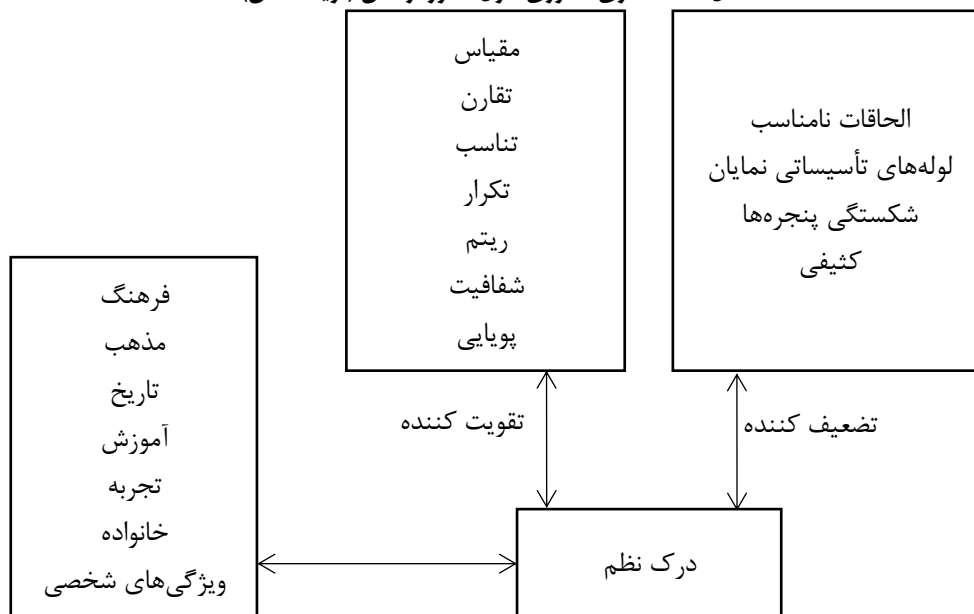 مقیاس
تقارن
تناسب
تکرار
ریتم
شفافیت
پویایی
الحاقات نامناسب
لوله‌های تأسیساتی نمایان
شکستگی پنجره‌ها
کثیفی
فرهنگ
مذهب
تاریخ
آموزش
تجربه
خانواده
ویژگی‌های شخصی
تقویت کننده
تضعیف کننده
درک نظم